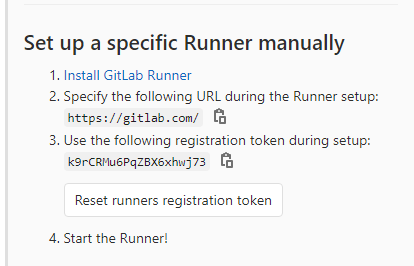 Set up a specific Runner manually
1. Install GitLab Runner
2. Specify the following URL during the Runner setup:
https://gitlab.com/
3. Use the following registration token during setup:
k9rCRMu6PqZBX6xhwj73
Reset runners registration token
4. Start the Runner!